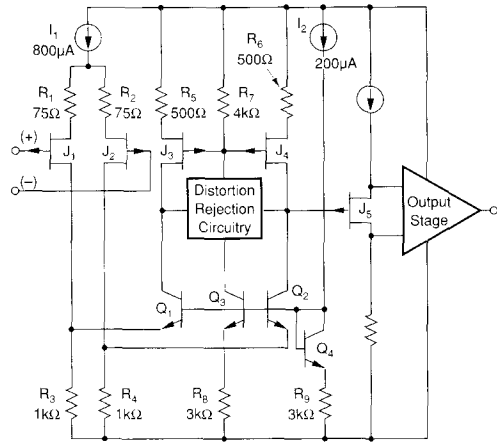 I1
800μA
I2
200μA
R6
500Ω
R1
75Ω
R2
75Ω
R5
500Ω
R7
4kΩ
(+)
J1
J2
J3
J4
(−)
Distortion
Rejection
Circuitry
J5
Output
Stage
Q1
Q3
Q2
Q4
R3
1kΩ
R4
1kΩ
R8
3kΩ
R9
3kΩ